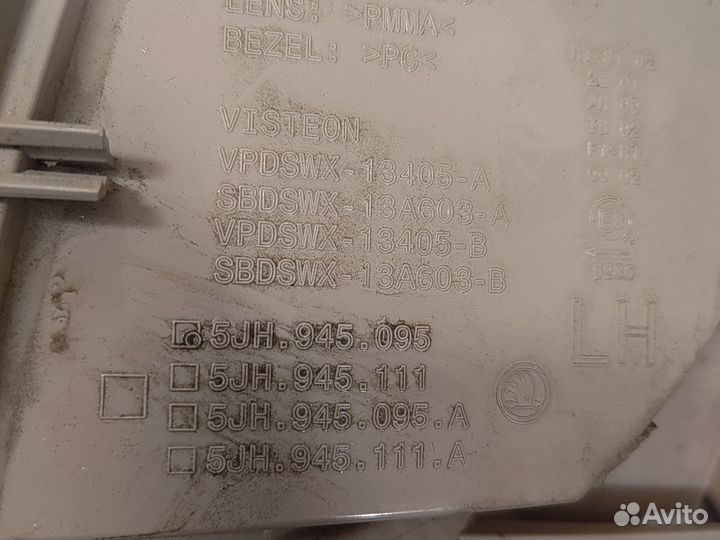 LENS: >PMMA<
BEZEL: >PC<
VISTEON
VPDSWX-13405-A
SBDSWX-13A603-A
VPDSWX-13405-B
SBDSWX-13A603-B
5JH.945.095
5JH.945.111
5JH.945.095.A
5JH.945.111.A
LH
Avito